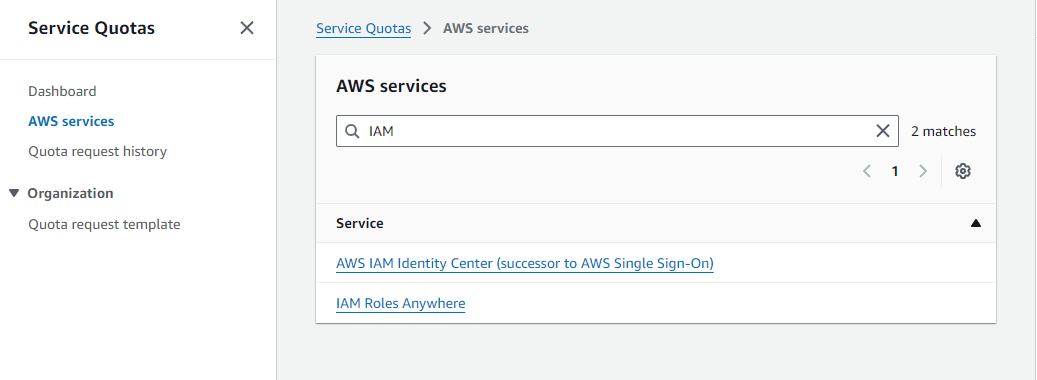 Service Quotas
Dashboard
AWS services
Quota request history
Organization
Quota request template
Service Quotas > AWS services
AWS services
IAM
2 matches
1
Service
AWS IAM Identity Center (successor to AWS Single Sign-On)
IAM Roles Anywhere